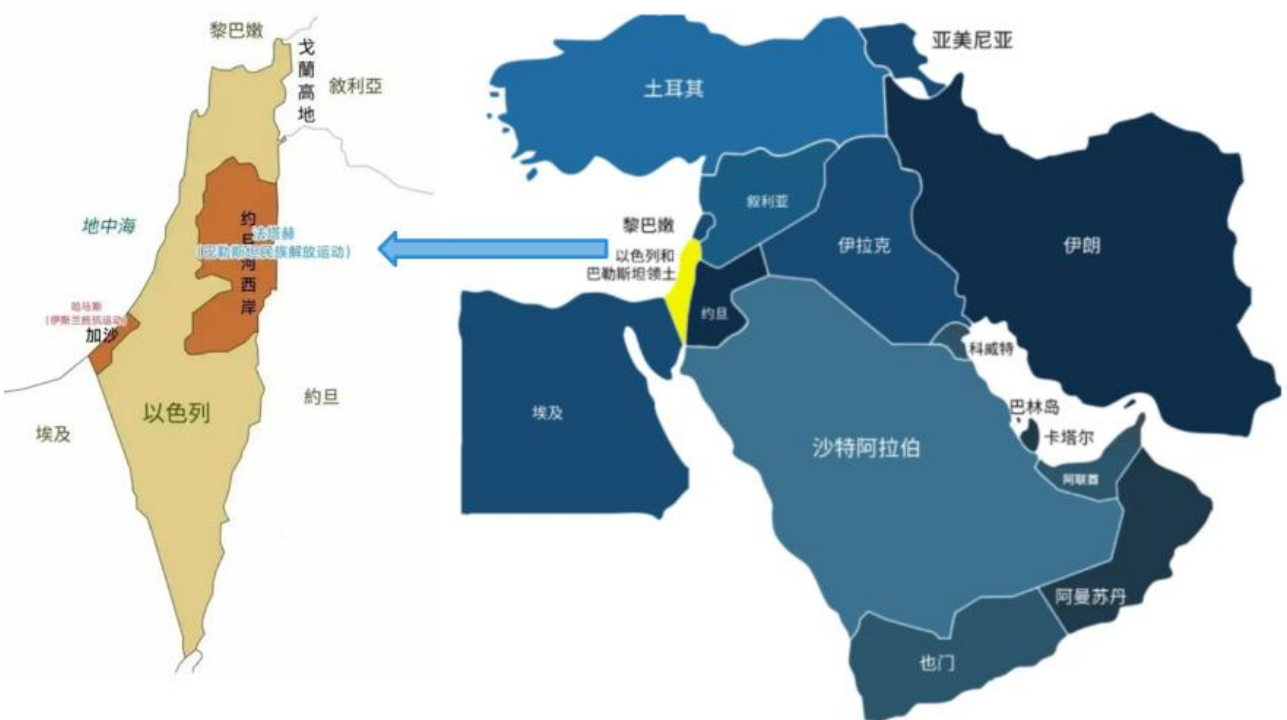 黎巴嫩
戈蘭高地
敘利亞
地中海
约旦河西岸
法塔赫
(巴勒斯坦民族解放运动)
哈马斯
(伊斯兰抵抗运动)
加沙
以色列
約旦
埃及
亚美尼亚
土耳其
叙利亚
黎巴嫩
以色列和
巴勒斯坦领土
伊拉克
伊朗
约旦
科威特
埃及
巴林岛
卡塔尔
沙特阿拉伯
阿联酋
阿曼苏丹
也门